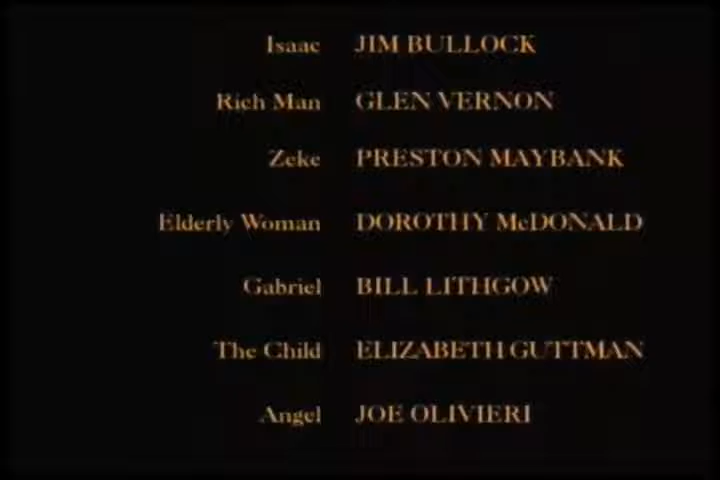 Isaac JIM BULLOCK
Rich Man GLEN VERNON
Zeke PRESTON MAYBANK
Elderly Woman DOROTHY McDONALD
Gabriel BILL LITHGOW
The Child ELIZABETH GUTTMAN
Angel JOE OLIVIERI